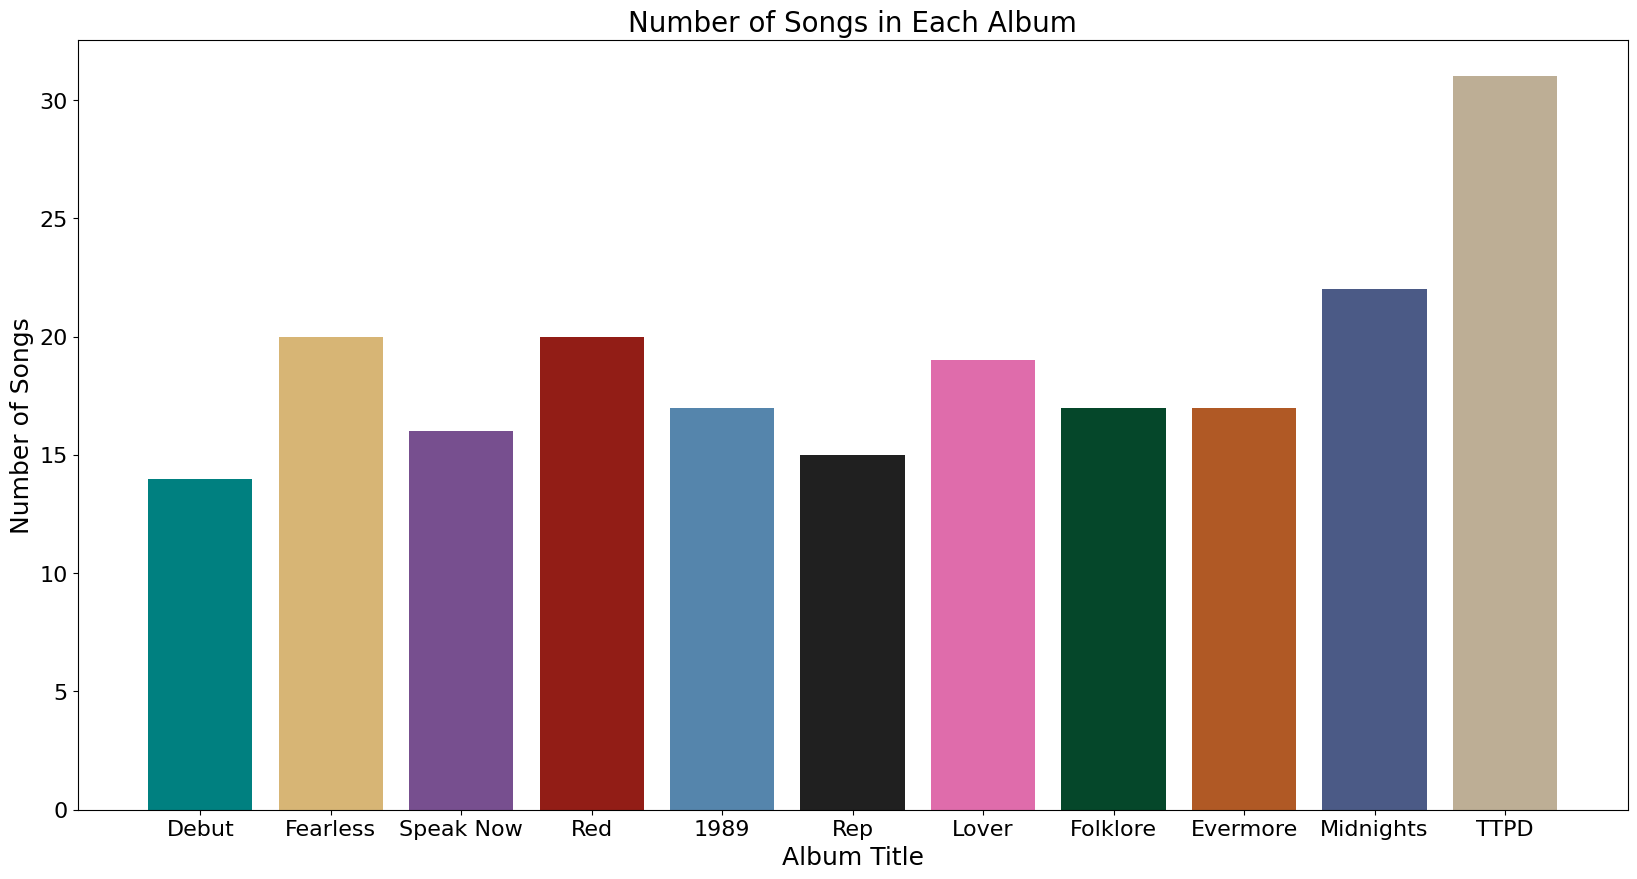 Number of Songs in Each Album
Number of Songs
30
25
20
15
10
5
0
Debut Fearless Speak Now Red 1989 Rep Lover Folklore Evermore Midnights TTPD
Album Title